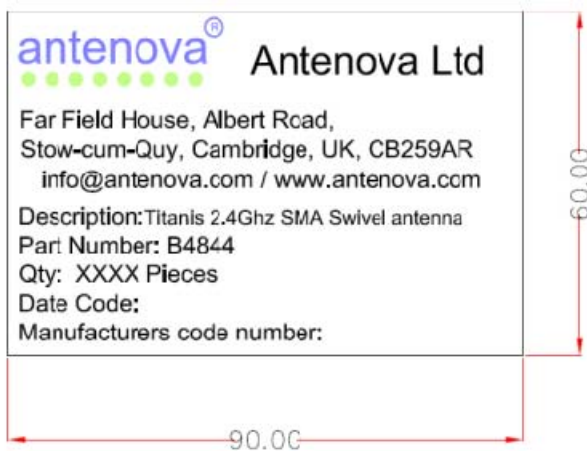 antenova®
Antenova Ltd
Far Field House, Albert Road,
Stow-cum-Quy, Cambridge, UK, CB259AR
info@antenova.com / www.antenova.com
Description:Titanis 2.4Ghz SMA Swivel antenna
Part Number: B4844
Qty: XXXX Pieces
Date Code:
Manufacturers code number:
60.00
90.00